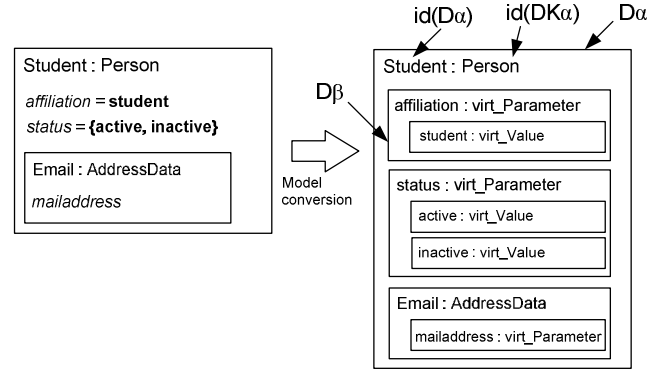 id(Dα)
id(DKα)
Dα
Student : Person
affiliation = student
status = {active, inactive}
Email : AddressData
mailaddress
Model
conversion
Dβ
Student : Person
affiliation : virt_Parameter
student : virt_Value
status : virt_Parameter
active : virt_Value
inactive : virt_Value
Email : AddressData
mailaddress : virt_Parameter